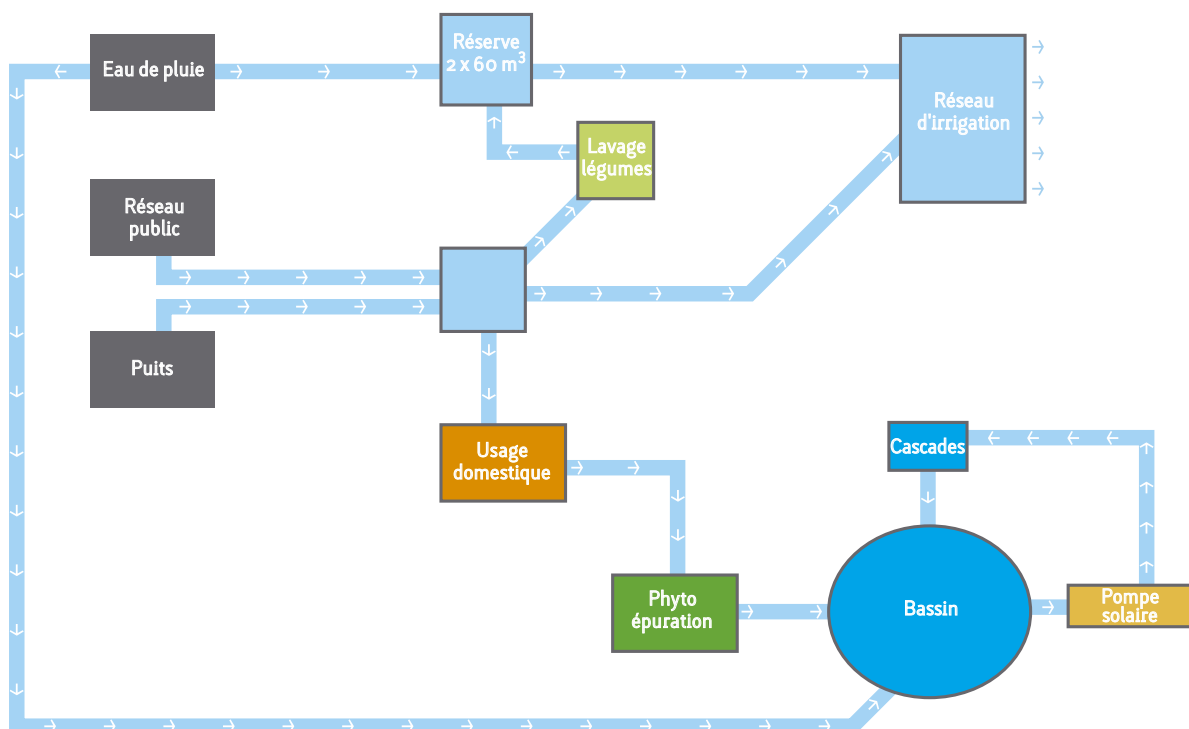 Eau de pluie
Réserve
2 x 60 m³
Réseau
d'irrigation
Lavage
légumes
Réseau
public
Puits
Usage
domestique
Cascades
Phyto
épuration
Bassin
Pompe
solaire